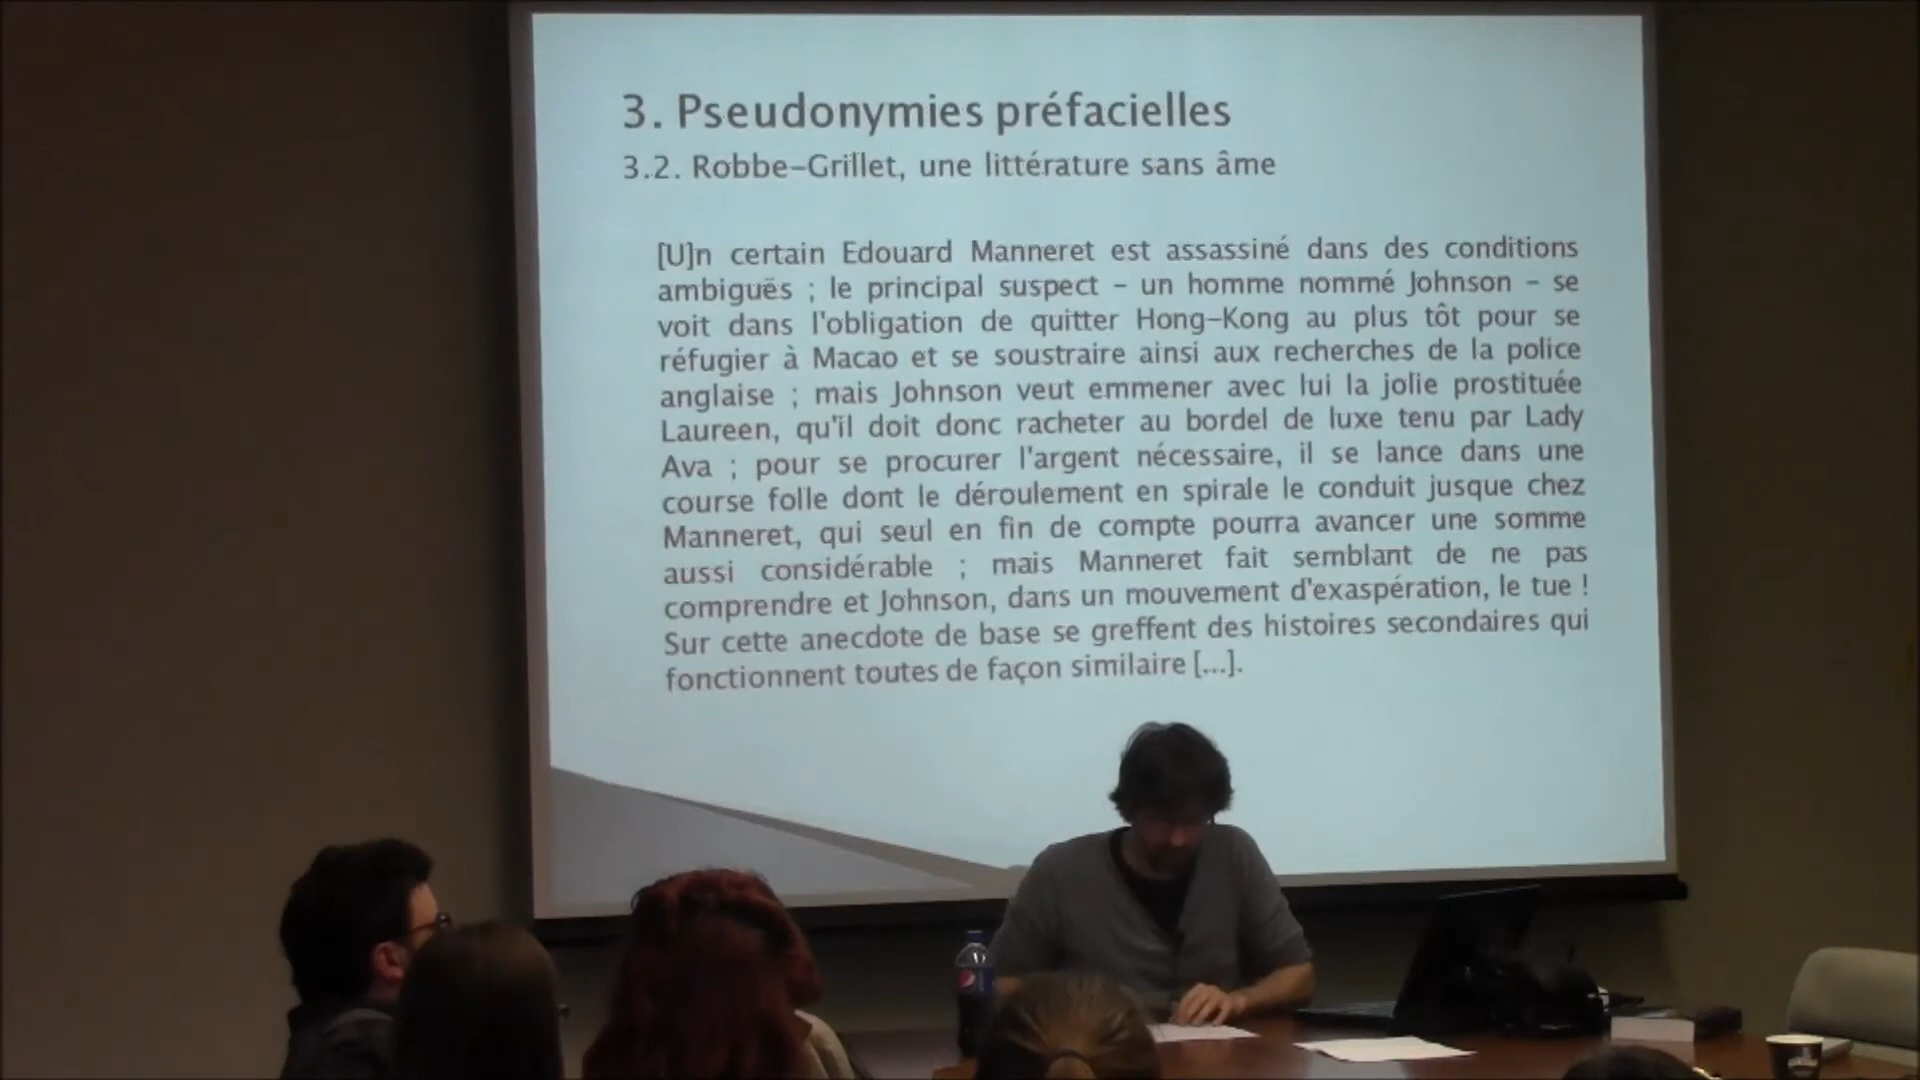 3. Pseudonymies préfacielles
3.2. Robbe-Grillet, une littérature sans âme
[U]n certain Edouard Manneret est assassiné dans des conditions
ambiguës ; le principal suspect – un homme nommé Johnson – se
voit dans l'obligation de quitter Hong-Kong au plus tôt pour se
réfugier à Macao et se soustraire ainsi aux recherches de la police
anglaise ; mais Johnson veut emmener avec lui la jolie prostituée
Laureen, qu'il doit donc racheter au bordel de luxe tenu par Lady
Ava ; pour se procurer l'argent nécessaire, il se lance dans une
course folle dont le déroulement en spirale le conduit jusque chez
Manneret, qui seul en fin de compte pourra avancer une somme
aussi considérable ; mais Manneret fait semblant de ne pas
comprendre et Johnson, dans un mouvement d'exaspération, le tue !
Sur cette anecdote de base se greffent des histoires secondaires qui
fonctionnent toutes de façon similaire [...].